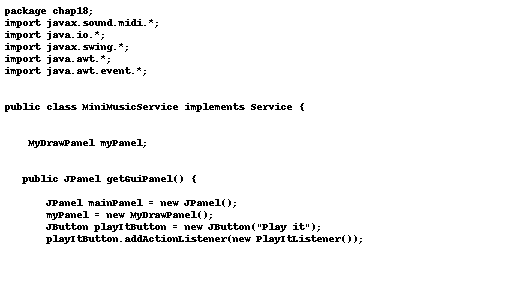 package chap18;
import javax.sound.midi.*;
import java.io.*;
import javax.swing.*;
import java.awt.*;
import java.awt.event.*;
public class MiniMusicService implements Service {
MyDrawPanel myPanel;
public JPanel getGuiPanel() {
JPanel mainPanel = new JPanel();
myPanel = new MyDrawPanel();
JButton playItButton = new JButton("Play it");
playItButton.addActionListener(new PlayItListener());